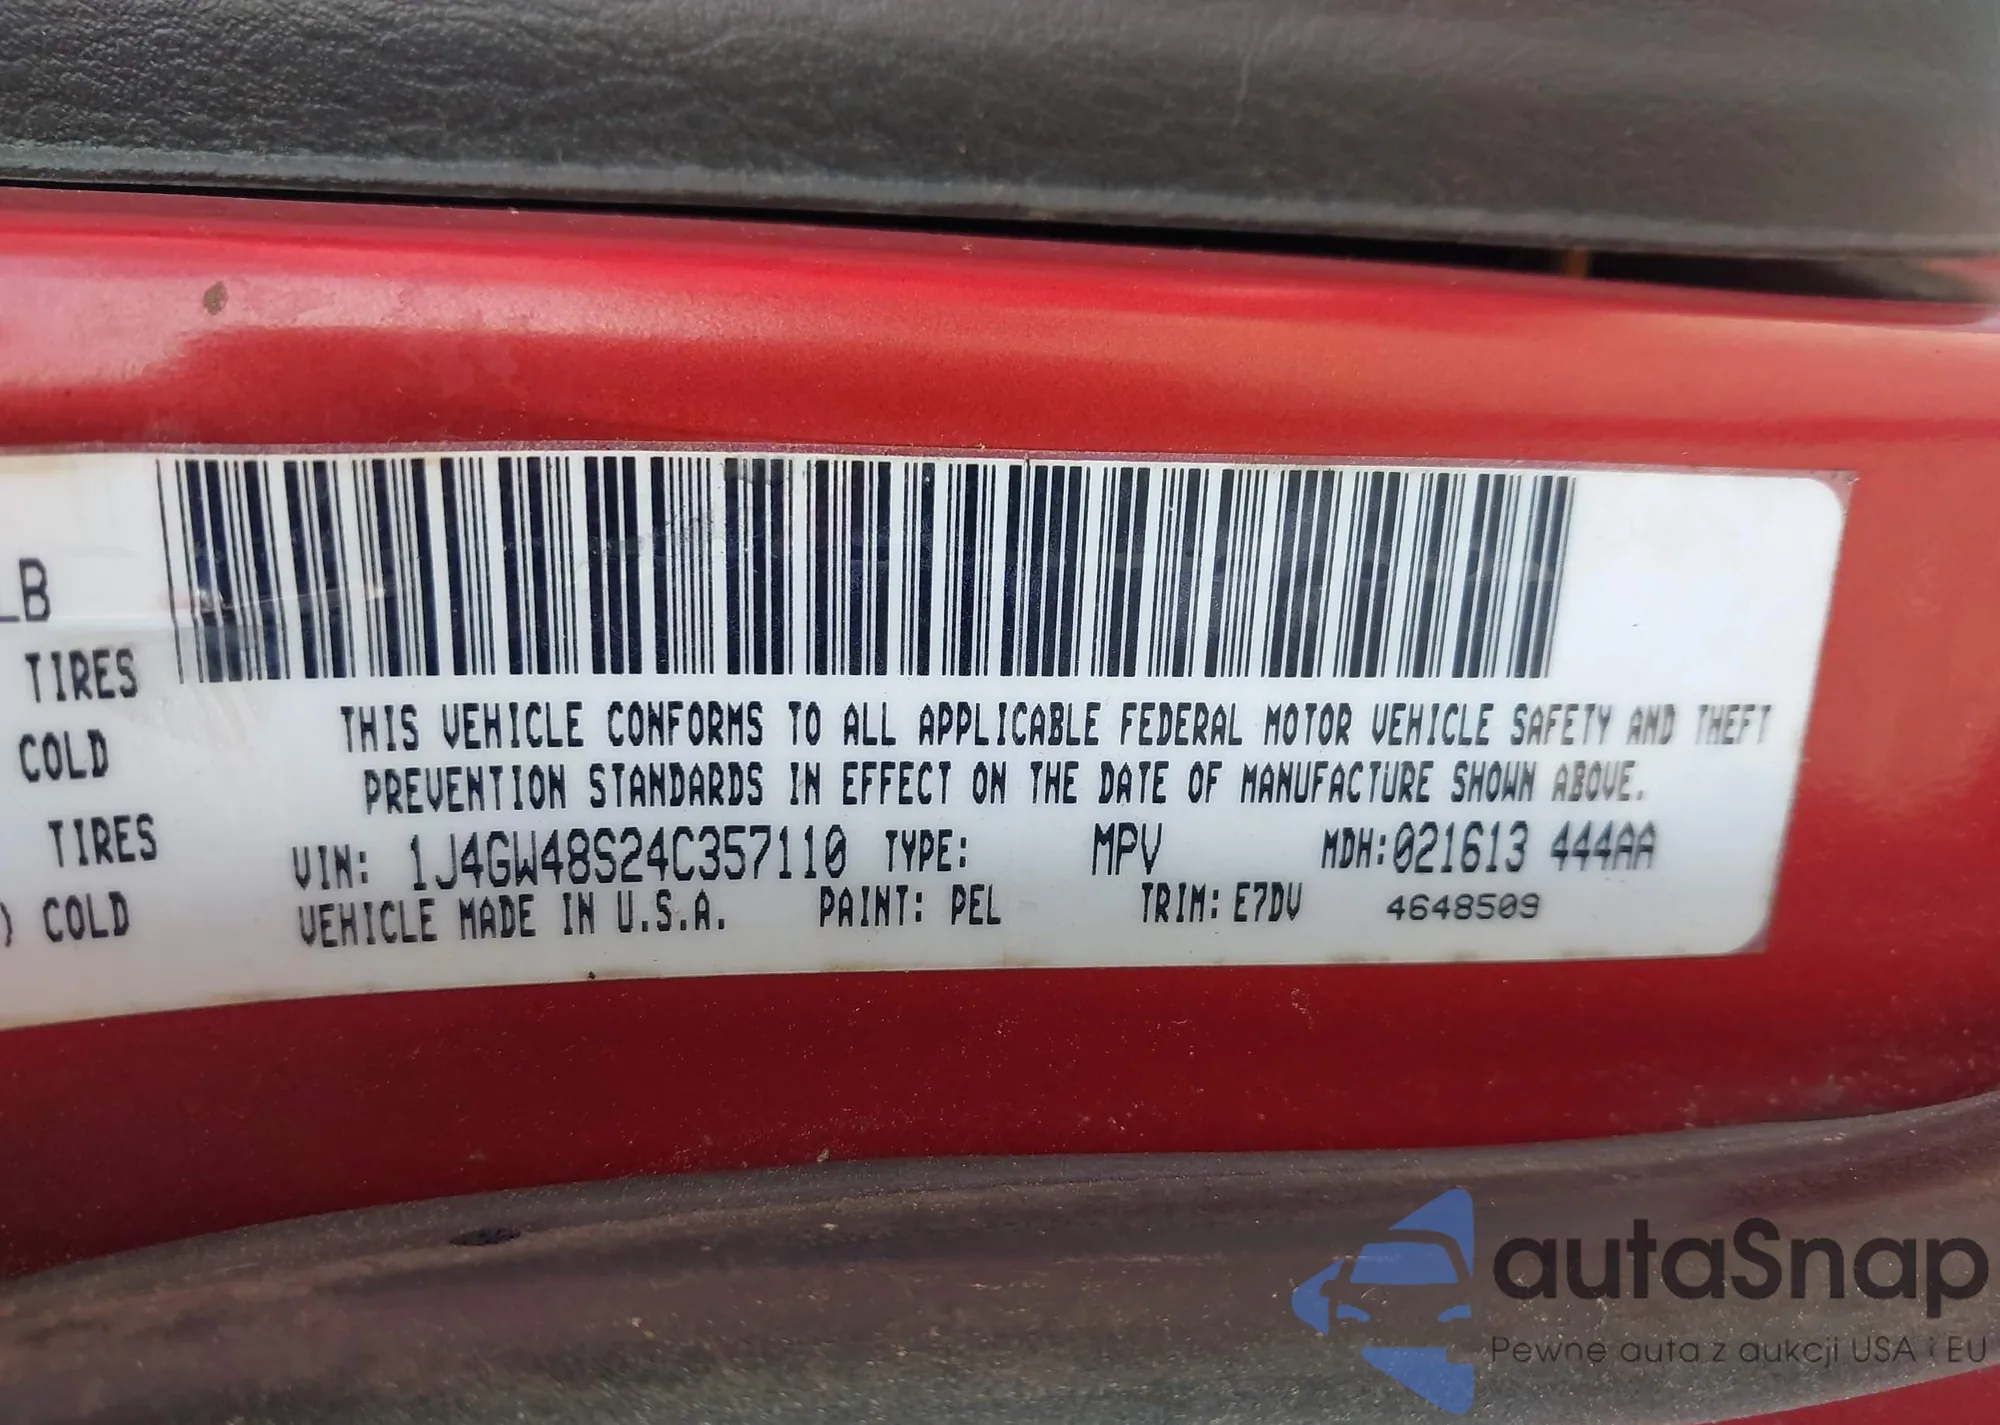 LB
TIRES
COLD
TIRES
) COLD
THIS VEHICLE CONFORMS TO ALL APPLICABLE FEDERAL MOTOR VEHICLE SAFETY AND THEFT
PREVENTION STANDARDS IN EFFECT ON THE DATE OF MANUFACTURE SHOWN ABOVE.
VIN: 1J4GW48S24C357110 TYPE: MPV MDH:021613 444AA
VEHICLE MADE IN U.S.A. PAINT: PEL TRIM: E7DV 4648509
autaSnap
Pewne auta z aukcji USA i EU